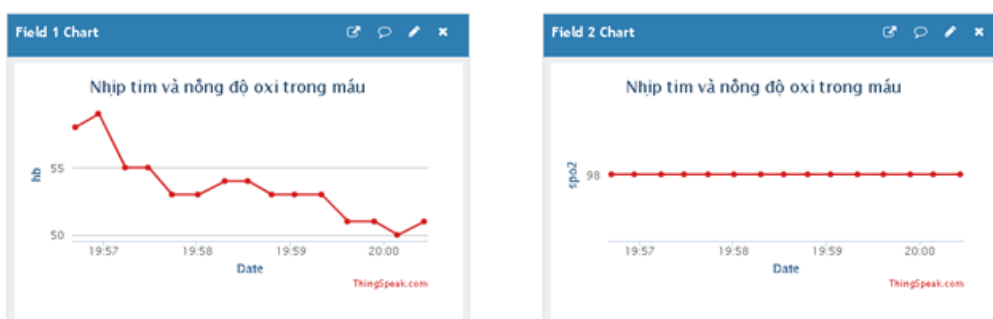 Field 1 Chart
Nhịp tim và nồng độ oxi trong máu
hb
55
50
19:57 19:58 19:59 20:00
Date
ThingSpeak.com
Field 2 Chart
Nhịp tim và nồng độ oxi trong máu
spo2
98
19:57 19:58 19:59 20:00
Date
ThingSpeak.com